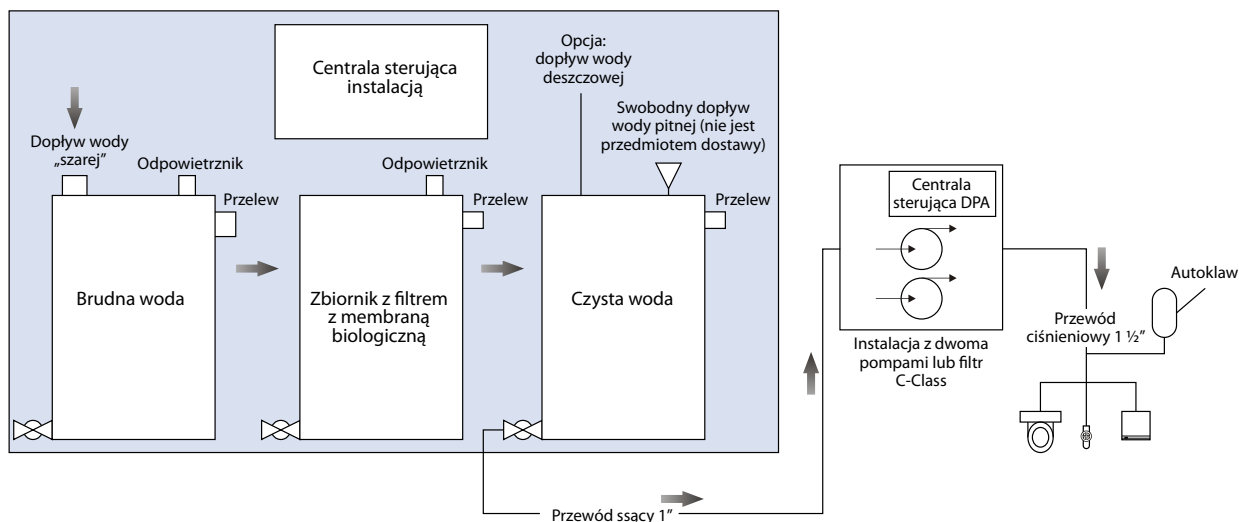 Centrala sterująca
instalacją
Opcja:
dopływ wody
deszczowej
Swobodny dopływ
wody pitnej (nie jest
przedmiotem dostawy)
Dopływ wody
„szarej”
Odpowietrznik
Przelew
Odpowietrznik
Przelew
Przelew
Brudna woda
Zbiornik z filtrem
z membraną
biologiczną
Czysta woda
Centrala
sterująca DPA
Instalacja z dwoma
pompami lub filtr
C-Class
Autoklaw
Przewód
ciśnieniowy 1 ½”
Przewód ssący 1”